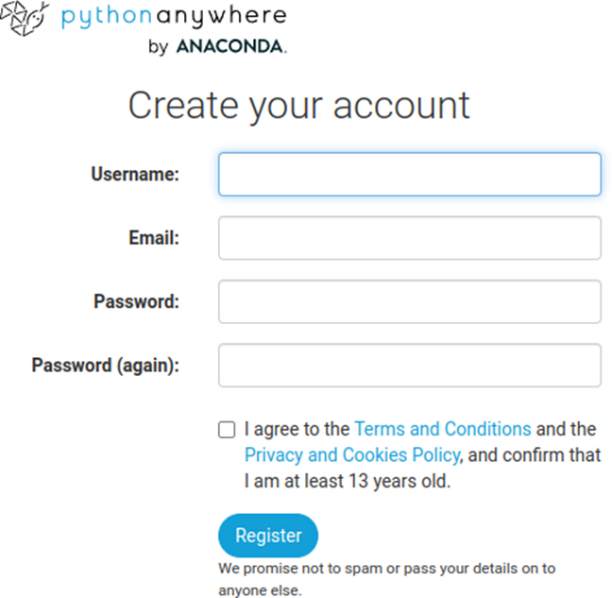 pythonanywhere
by ANACONDA.
Create your account
Username:
Email:
Password:
Password (again):
I agree to the Terms and Conditions and the
Privacy and Cookies Policy, and confirm that
I am at least 13 years old.
Register
We promise not to spam or pass your details on to
anyone else.